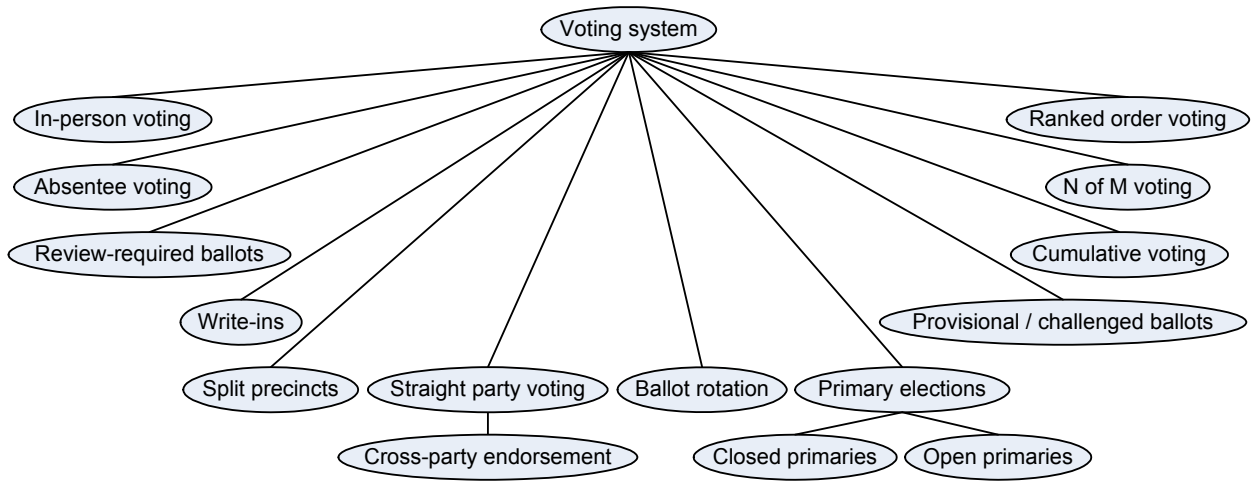 Voting system
In-person voting
Ranked order voting
Absentee voting
N of M voting
Review-required ballots
Cumulative voting
Write-ins
Provisional / challenged ballots
Split precincts
Straight party voting
Ballot rotation
Primary elections
Cross-party endorsement
Closed primaries
Open primaries